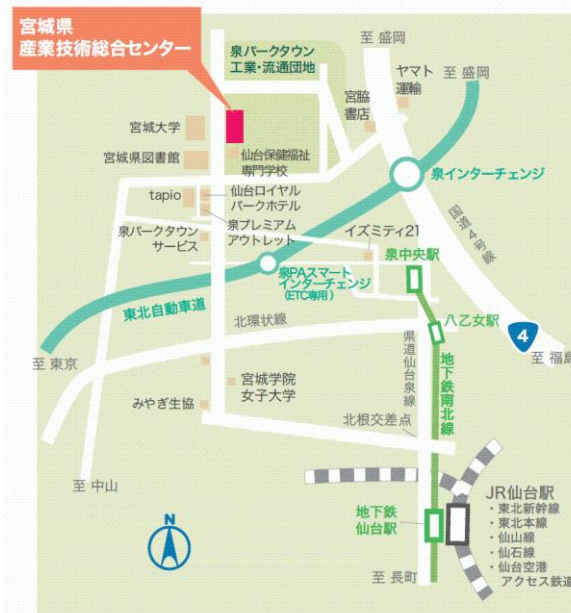 宮城県
産業技術総合センター
泉パークタウン
工業・流通団地
至 盛岡
ヤマト
運輸
至 盛岡
宮脇
書店
宮城大学
宮城県図書館
仙台保健福祉
専門学校
泉インターチェンジ
tapio
仙台ロイヤル
パークホテル
泉プレミアム
アウトレット
泉パークタウン
サービス
イズミティ21
国道4号線
泉中央駅
泉PAスマート
インターチェンジ
(ETC専用)
東北自動車道
北環状線
八乙女駅
県道仙台泉線
地下鉄南北線
4
至 東京
至 福島
宮城学院
女子大学
みやぎ生協
北根交差点
至 中山
N
地下鉄
仙台駅
JR仙台駅
・東北新幹線
・東北本線
・仙山線
・仙石線
・仙台空港
アクセス鉄道
至 長町